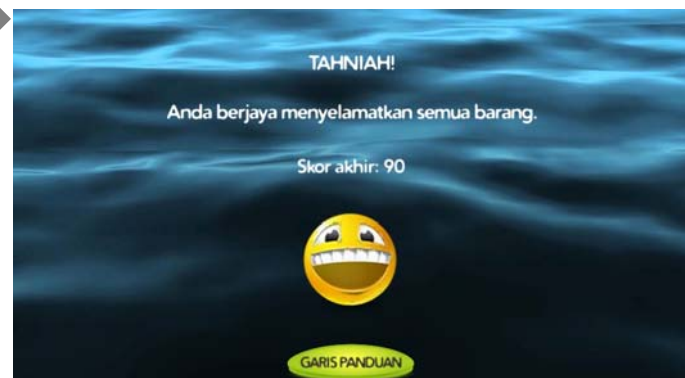 TAHNIAH!
Anda berjaya menyelamatkan semua barang.
Skor akhir: 90
GARIS PANDUAN